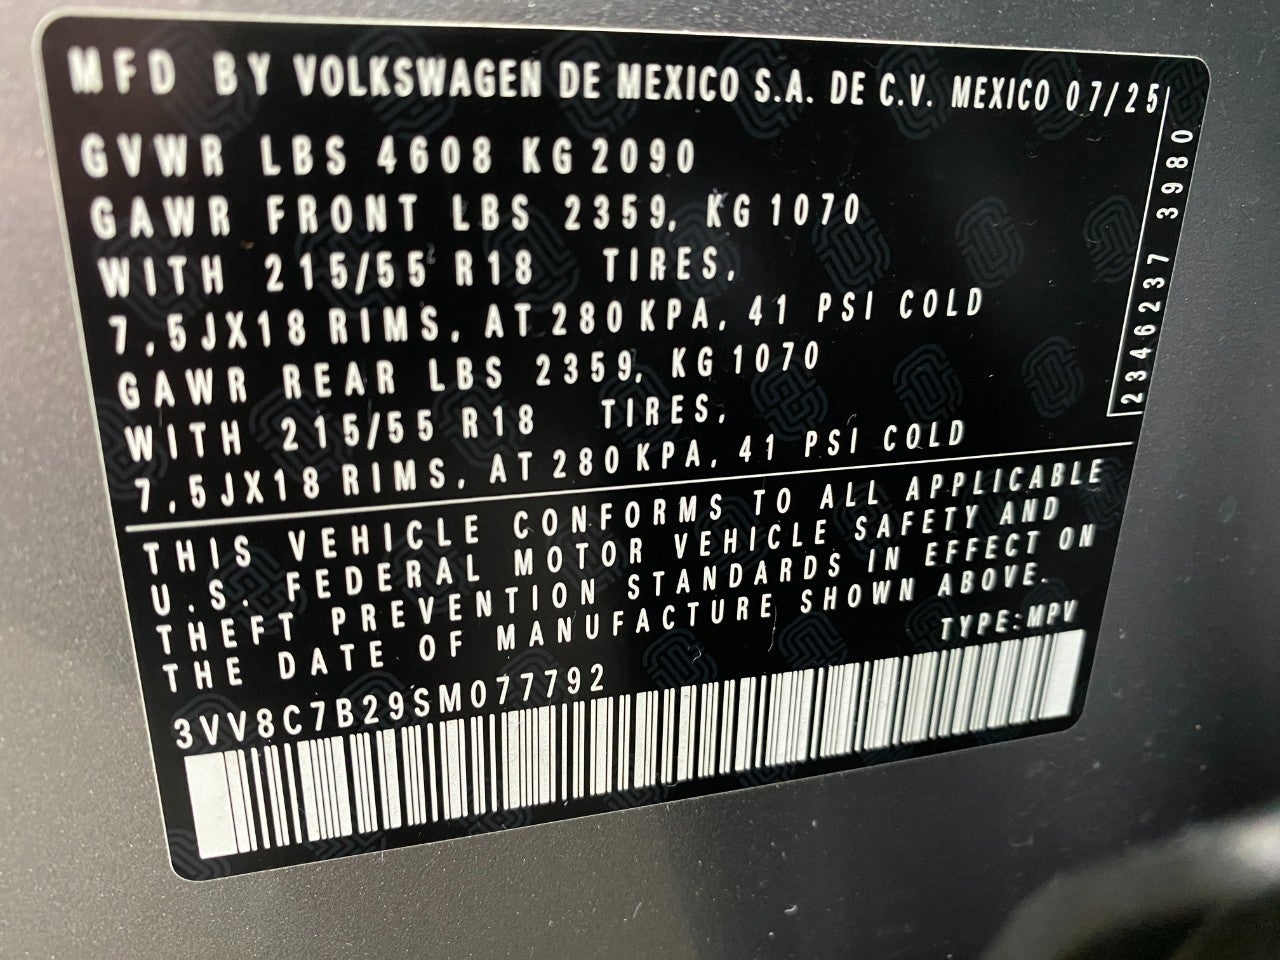 MFD BY VOLKSWAGEN DE MEXICO S.A. DE C.V. MEXICO 07/25
GVWR LBS 4608 KG 2090
GAWR FRONT LBS 2359, KG 1070
WITH 215/55 R18 TIRES,
7,5JX18 RIMS, AT 280 KPA, 41 PSI COLD
GAWR REAR LBS 2359, KG 1070
WITH 215/55 R18 TIRES,
7,5JX18 RIMS, AT 280 KPA, 41 PSI COLD
2346237 3980
THIS VEHICLE CONFORMS TO ALL APPLICABLE
U.S. FEDERAL MOTOR VEHICLE SAFETY AND
THEFT PREVENTION STANDARDS IN EFFECT ON
THE DATE OF MANUFACTURE SHOWN ABOVE.
TYPE:MPV
3VV8C7B29SM077792